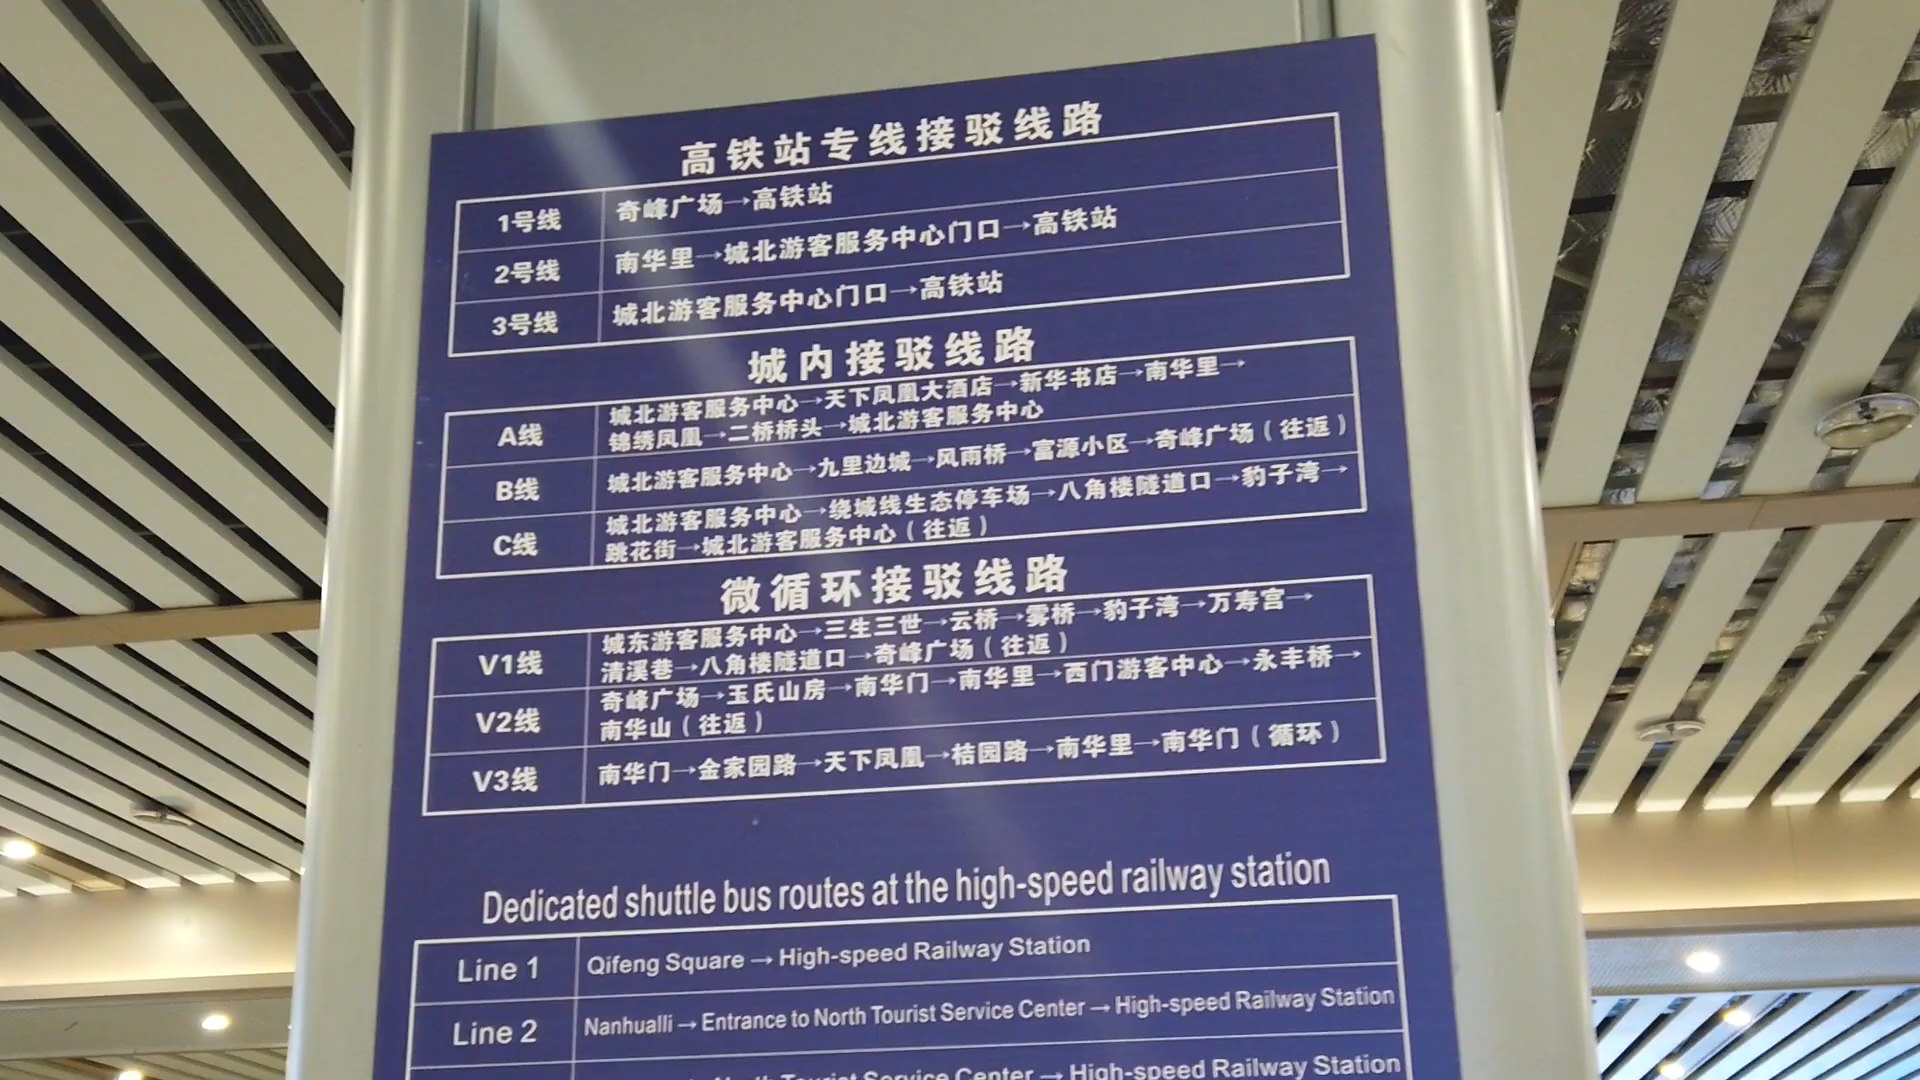 高铁站专线接驳线路
1号线 奇峰广场→高铁站
2号线 南华里→城北游客服务中心门口→高铁站
3号线 城北游客服务中心门口→高铁站
城内接驳线路
A线 城北游客服务中心→天下凤凰大酒店→新华书店→南华里→
锦绣凤凰→二桥桥头→城北游客服务中心
B线 城北游客服务中心→九里边城→风雨桥→富源小区→奇峰广场（往返）
C线 城北游客服务中心→绕城线生态停车场→八角楼隧道口→豹子湾→
跳花街→城北游客服务中心（往返）
微循环接驳线路
V1线 城东游客服务中心→三生三世→云桥→雾桥→豹子湾→万寿宫→
清溪巷→八角楼隧道口→奇峰广场（往返）
V2线 奇峰广场→玉氏山房→南华门→南华里→西门游客中心→永丰桥→
南华山（往返）
V3线 南华门→金家园路→天下凤凰→桔园路→南华里→南华门（循环）
Dedicated shuttle bus routes at the high-speed railway station
Line 1 Qifeng Square→High-speed Railway Station
Line 2 Nanhualli→Entrance to North Tourist Service Center→High-speed Railway Station
North Tourist Service Center→High-speed Railway Station